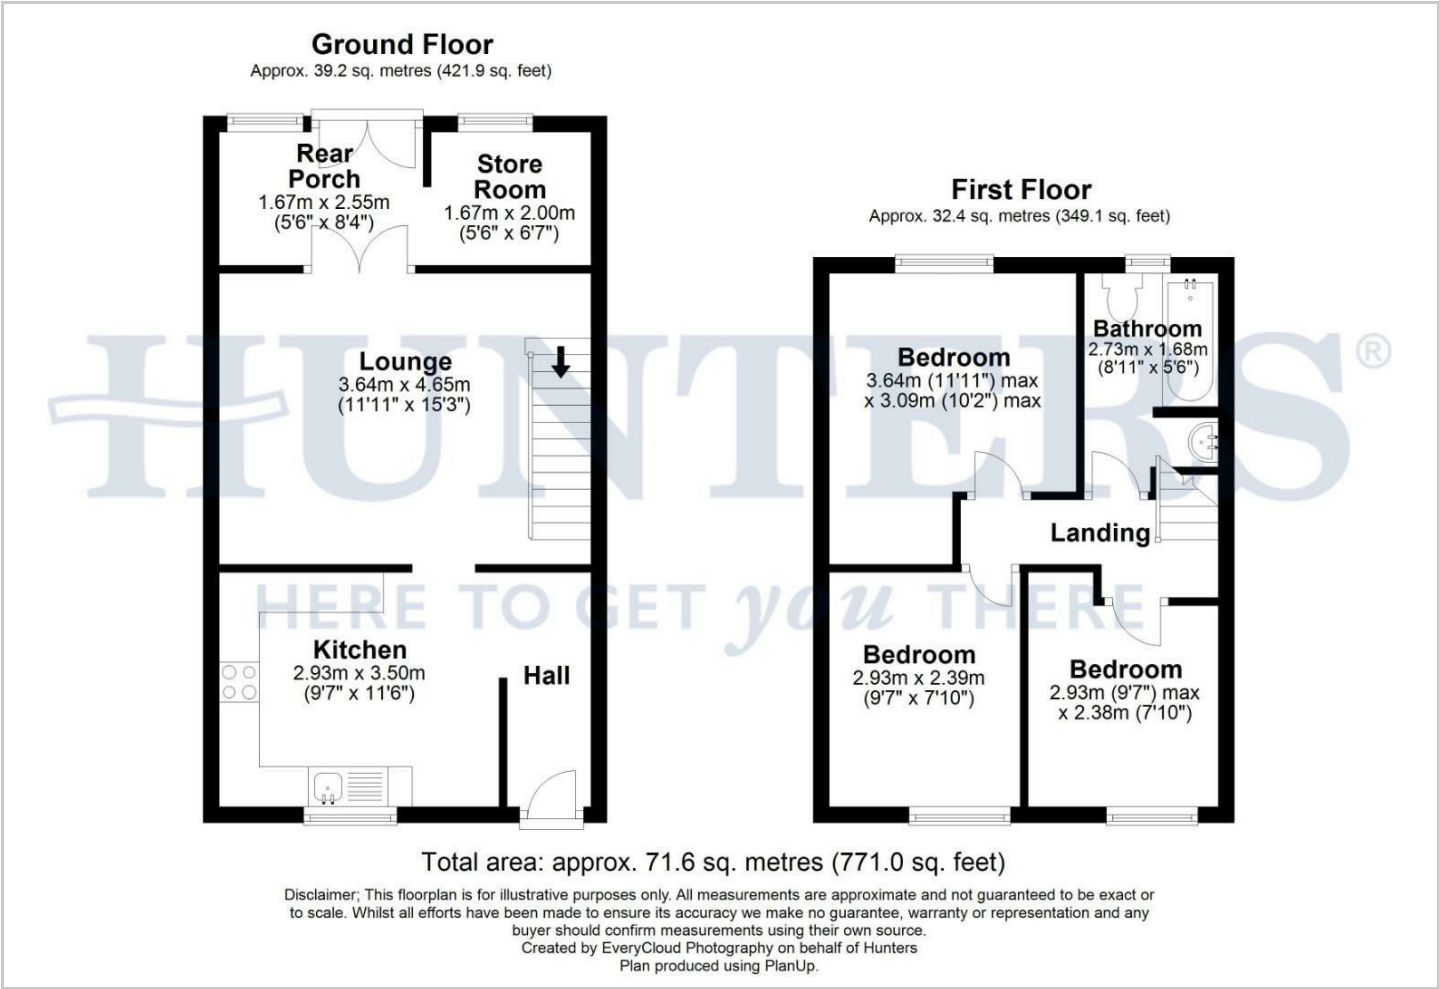 Ground Floor
Approx. 39.2 sq. metres (421.9 sq. feet)
Rear
Porch
1.67m x 2.55m
(5'6" x 8'4")
Store
Room
1.67m x 2.00m
(5'6" x 6'7")
Lounge
3.64m x 4.65m
(11'11" x 15'3")
Kitchen
2.93m x 3.50m
(9'7" x 11'6")
Hall
First Floor
Approx. 32.4 sq. metres (349.1 sq. feet)
Bedroom
3.64m (11'11") max
x 3.09m (10'2") max
Bathroom
2.73m x 1.68m
(8'11" x 5'6")
Landing
Bedroom
2.93m x 2.39m
(9'7" x 7'10")
Bedroom
2.93m (9'7") max
x 2.38m (7'10")
HUNTERS®
HERE TO GET you THERE
Total area: approx. 71.6 sq. metres (771.0 sq. feet)
Disclaimer; This floorplan is for illustrative purposes only. All measurements are approximate and not guaranteed to be exact or
to scale. Whilst all efforts have been made to ensure its accuracy we make no guarantee, warranty or representation and any
buyer should confirm measurements using their own source.
Created by EveryCloud Photography on behalf of Hunters
Plan produced using PlanUp.